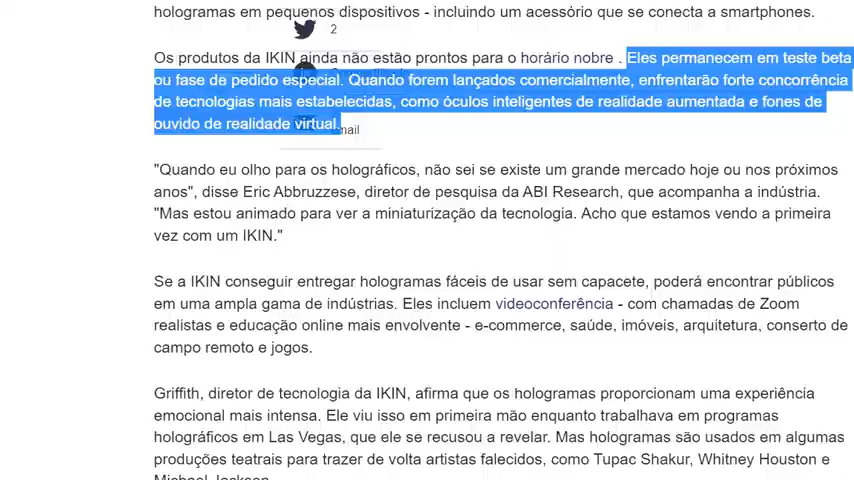 hologramas em pequenos dispositivos - incluindo um acessório que se conecta a smartphones.
2
Os produtos da IKIN ainda não estão prontos para o horário nobre . Eles permanecem em teste beta
ou fase de pedido especial. Quando forem lançados comercialmente, enfrentarão forte concorrência
de tecnologias mais estabelecidas, como óculos inteligentes de realidade aumentada e fones de
ouvido de realidade virtual.
mail
"Quando eu olho para os holográficos, não sei se existe um grande mercado hoje ou nos próximos
anos", disse Eric Abbruzzese, diretor de pesquisa da ABI Research, que acompanha a indústria.
"Mas estou animado para ver a miniaturização da tecnologia. Acho que estamos vendo a primeira
vez com um IKIN."
Se a IKIN conseguir entregar hologramas fáceis de usar sem capacete, poderá encontrar públicos
em uma ampla gama de indústrias. Eles incluem videoconferência - com chamadas de Zoom
realistas e educação online mais envolvente - e-commerce, saúde, imóveis, arquitetura, conserto de
campo remoto e jogos.
Griffith, diretor de tecnologia da IKIN, afirma que os hologramas proporcionam uma experiência
emocional mais intensa. Ele viu isso em primeira mão enquanto trabalhava em programas
holográficos em Las Vegas, que ele se recusou a revelar. Mas hologramas são usados em algumas
produções teatrais para trazer de volta artistas falecidos, como Tupac Shakur, Whitney Houston e
Michael Jackson.